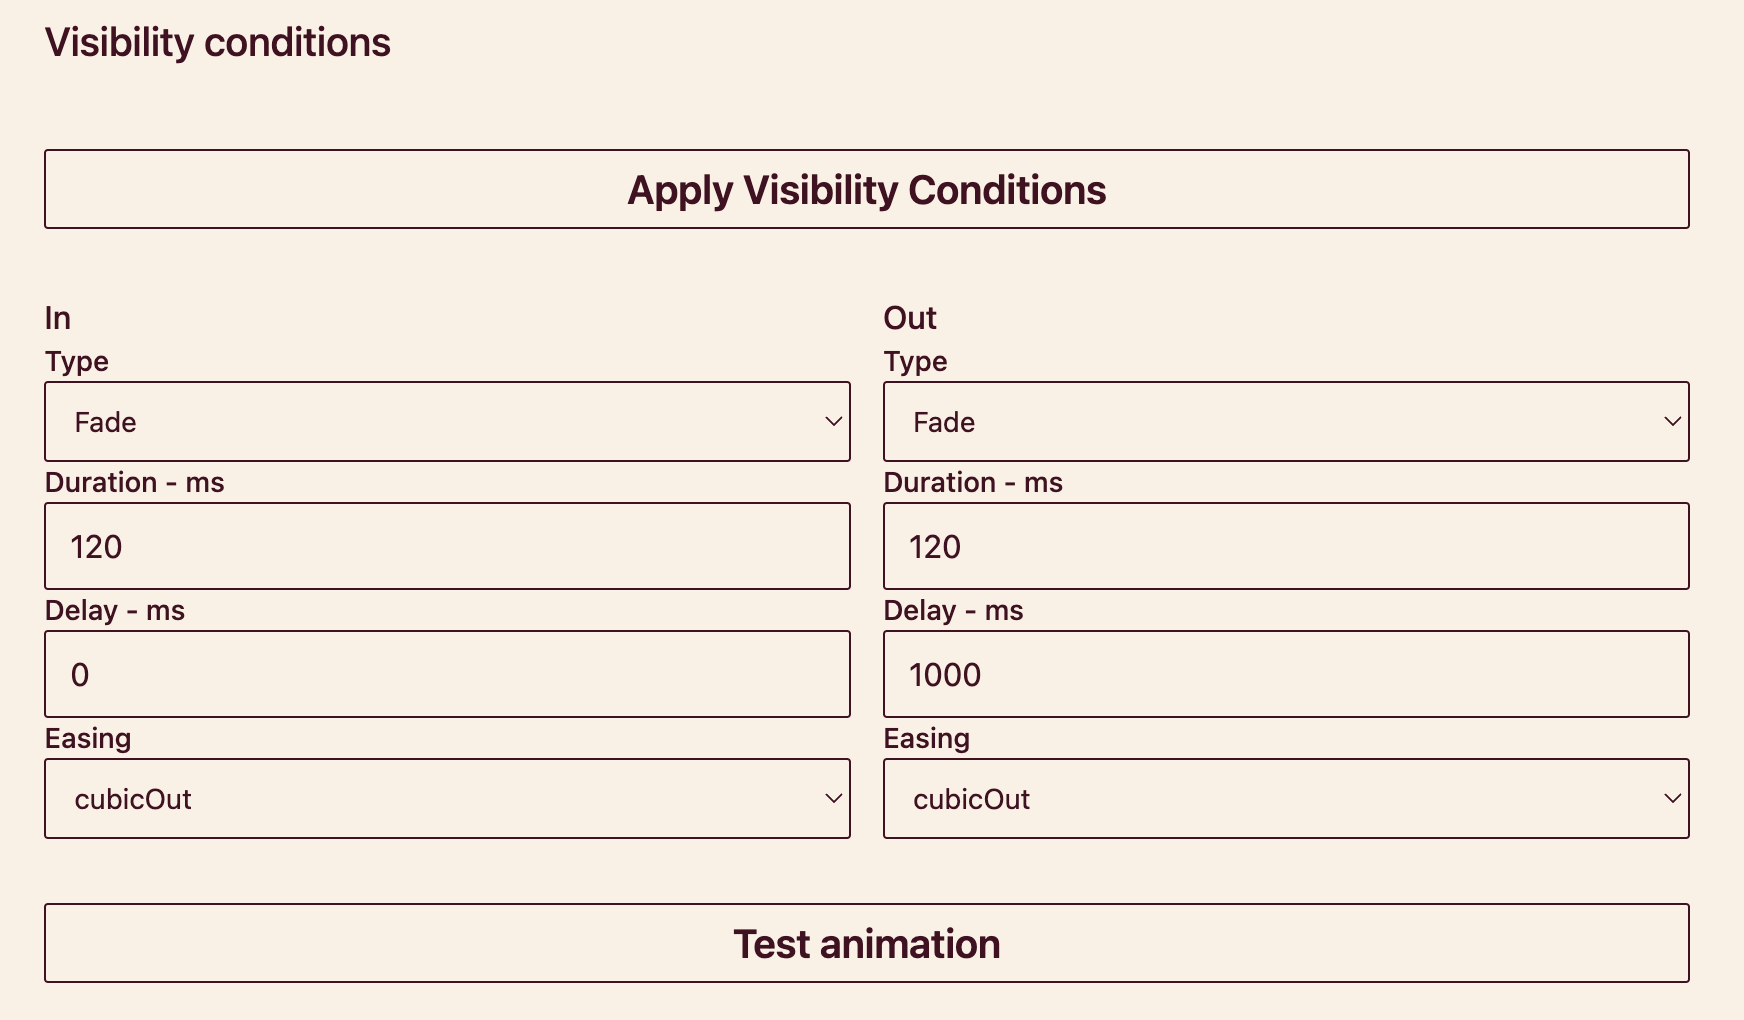 Visibility conditions
Apply Visibility Conditions
In
Type
Fade
Duration - ms
120
Delay - ms
0
Easing
cubicOut
Out
Type
Fade
Duration - ms
120
Delay - ms
1000
Easing
cubicOut
Test animation